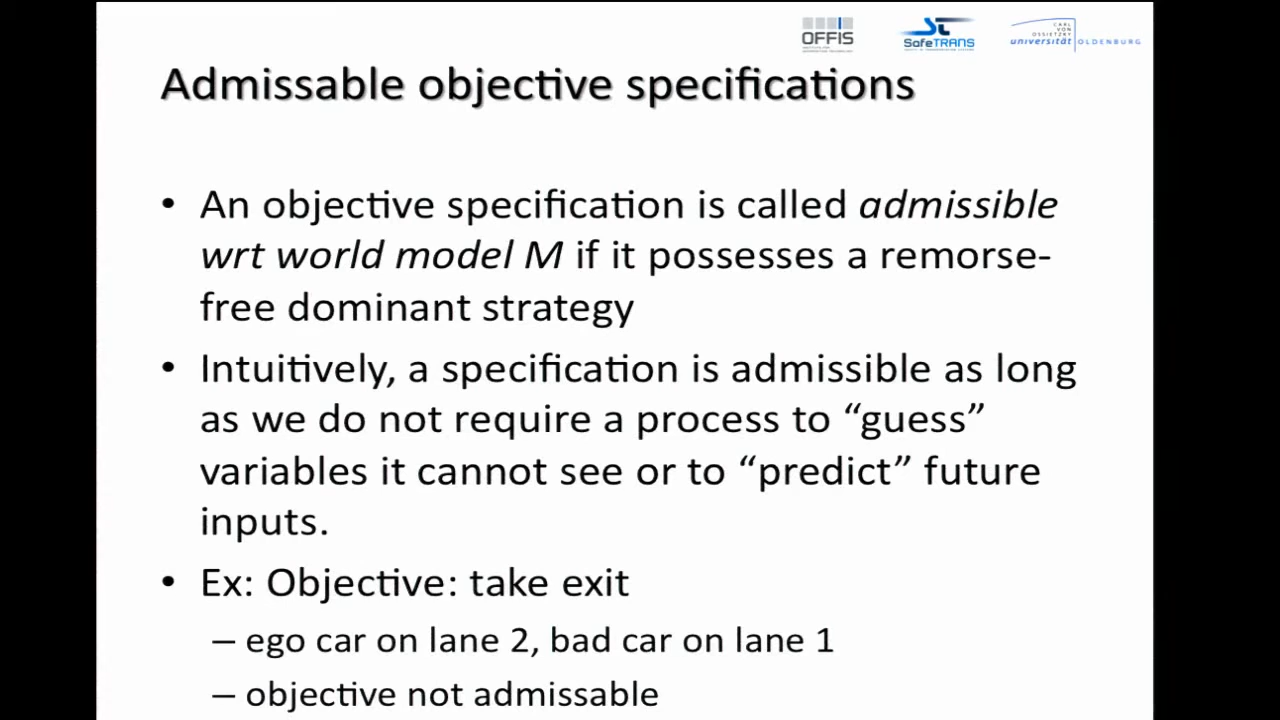 OFFIS
SafeTRANS
CARL
VON
OSSIETZKY
universität OLDENBURG
Admissable objective specifications
• An objective specification is called admissible
wrt world model M if it possesses a remorse-
free dominant strategy
• Intuitively, a specification is admissible as long
as we do not require a process to “guess”
variables it cannot see or to “predict” future
inputs.
• Ex: Objective: take exit
– ego car on lane 2, bad car on lane 1
– objective not admissable